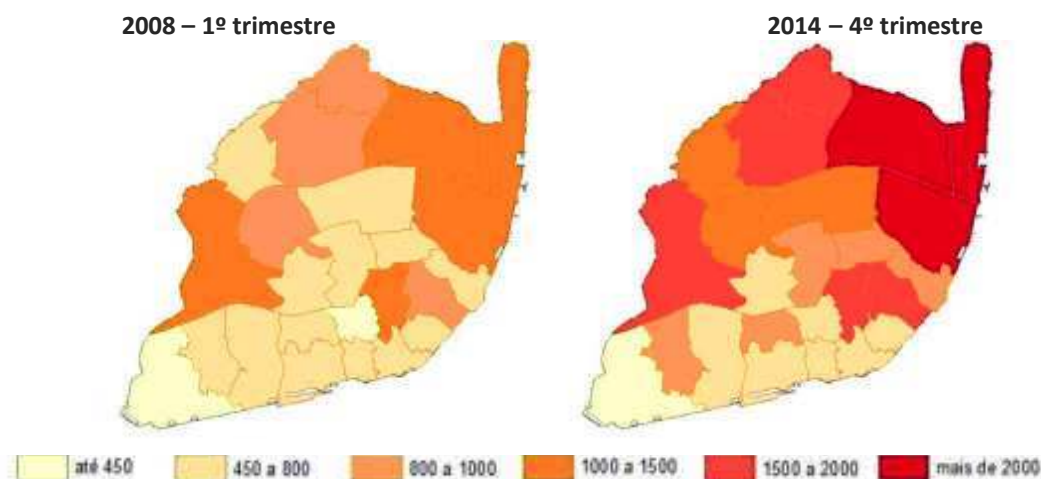 2008 – 1º trimestre
2014 – 4º trimestre
até 450
450 a 800
800 a 1000
1000 a 1500
1500 a 2000
mais de 2000